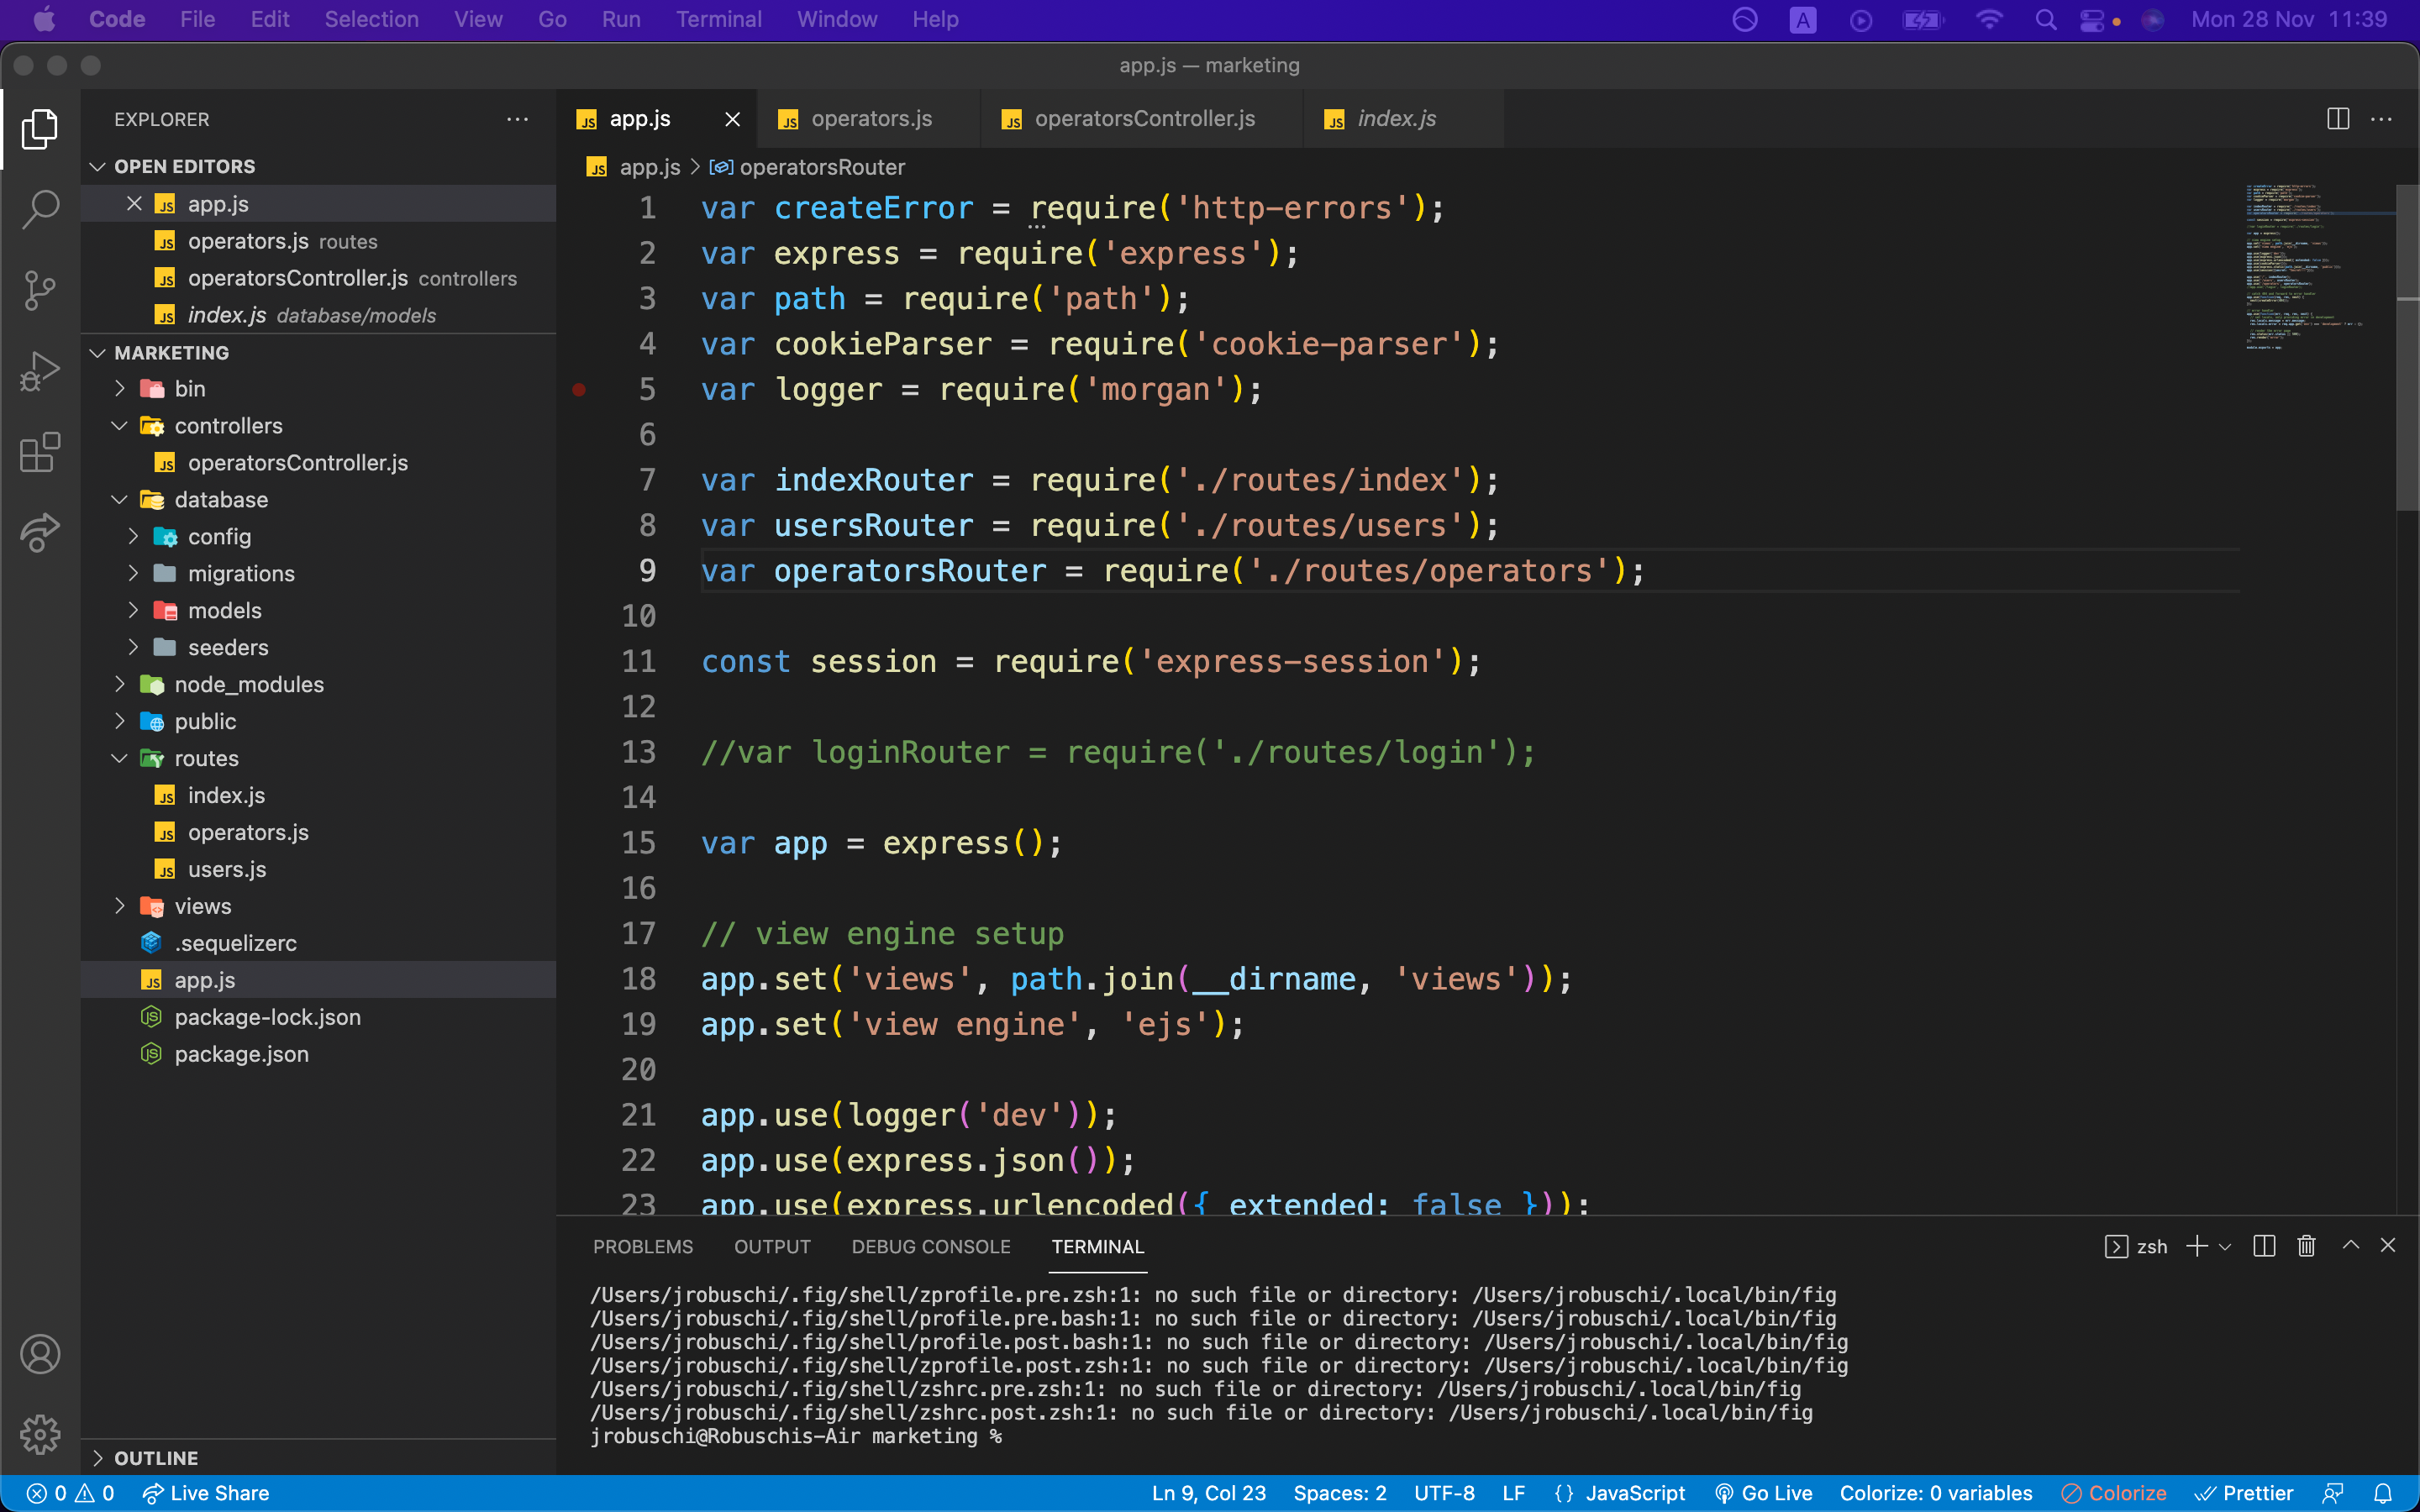 Code File Edit Selection View Go Run Terminal Window Help A Mon 28 Nov 11:39
app.js — marketing
EXPLORER
OPEN EDITORS
JS app.js
JS operators.js routes
JS operatorsController.js controllers
JS index.js database/models
MARKETING
bin
controllers
JS operatorsController.js
database
config
migrations
models
seeders
node_modules
public
routes
JS index.js
JS operators.js
JS users.js
views
.sequelizerc
JS app.js
package-lock.json
package.json
OUTLINE
JS app.js JS operators.js JS operatorsController.js JS index.js
JS app.js > operatorsRouter
1 var createError = require('http-errors');
2 var express = require('express');
3 var path = require('path');
4 var cookieParser = require('cookie-parser');
5 var logger = require('morgan');
6
7 var indexRouter = require('./routes/index');
8 var usersRouter = require('./routes/users');
9 var operatorsRouter = require('./routes/operators');
10
11 const session = require('express-session');
12
13 //var loginRouter = require('./routes/login');
14
15 var app = express();
16
17 // view engine setup
18 app.set('views', path.join(__dirname, 'views'));
19 app.set('view engine', 'ejs');
20
21 app.use(logger('dev'));
22 app.use(express.json());
23 app.use(express.urlencoded({ extended: false }));
PROBLEMS OUTPUT DEBUG CONSOLE TERMINAL zsh
/Users/jrobuschi/.fig/shell/zprofile.pre.zsh:1: no such file or directory: /Users/jrobuschi/.local/bin/fig
/Users/jrobuschi/.fig/shell/profile.pre.bash:1: no such file or directory: /Users/jrobuschi/.local/bin/fig
/Users/jrobuschi/.fig/shell/profile.post.bash:1: no such file or directory: /Users/jrobuschi/.local/bin/fig
/Users/jrobuschi/.fig/shell/zprofile.post.zsh:1: no such file or directory: /Users/jrobuschi/.local/bin/fig
/Users/jrobuschi/.fig/shell/zshrc.pre.zsh:1: no such file or directory: /Users/jrobuschi/.local/bin/fig
/Users/jrobuschi/.fig/shell/zshrc.post.zsh:1: no such file or directory: /Users/jrobuschi/.local/bin/fig
jrobuschi@Robuschis-Air marketing %
0 0 Live Share Ln 9, Col 23 Spaces: 2 UTF-8 LF {} JavaScript Go Live Colorize: 0 variables Colorize Prettier